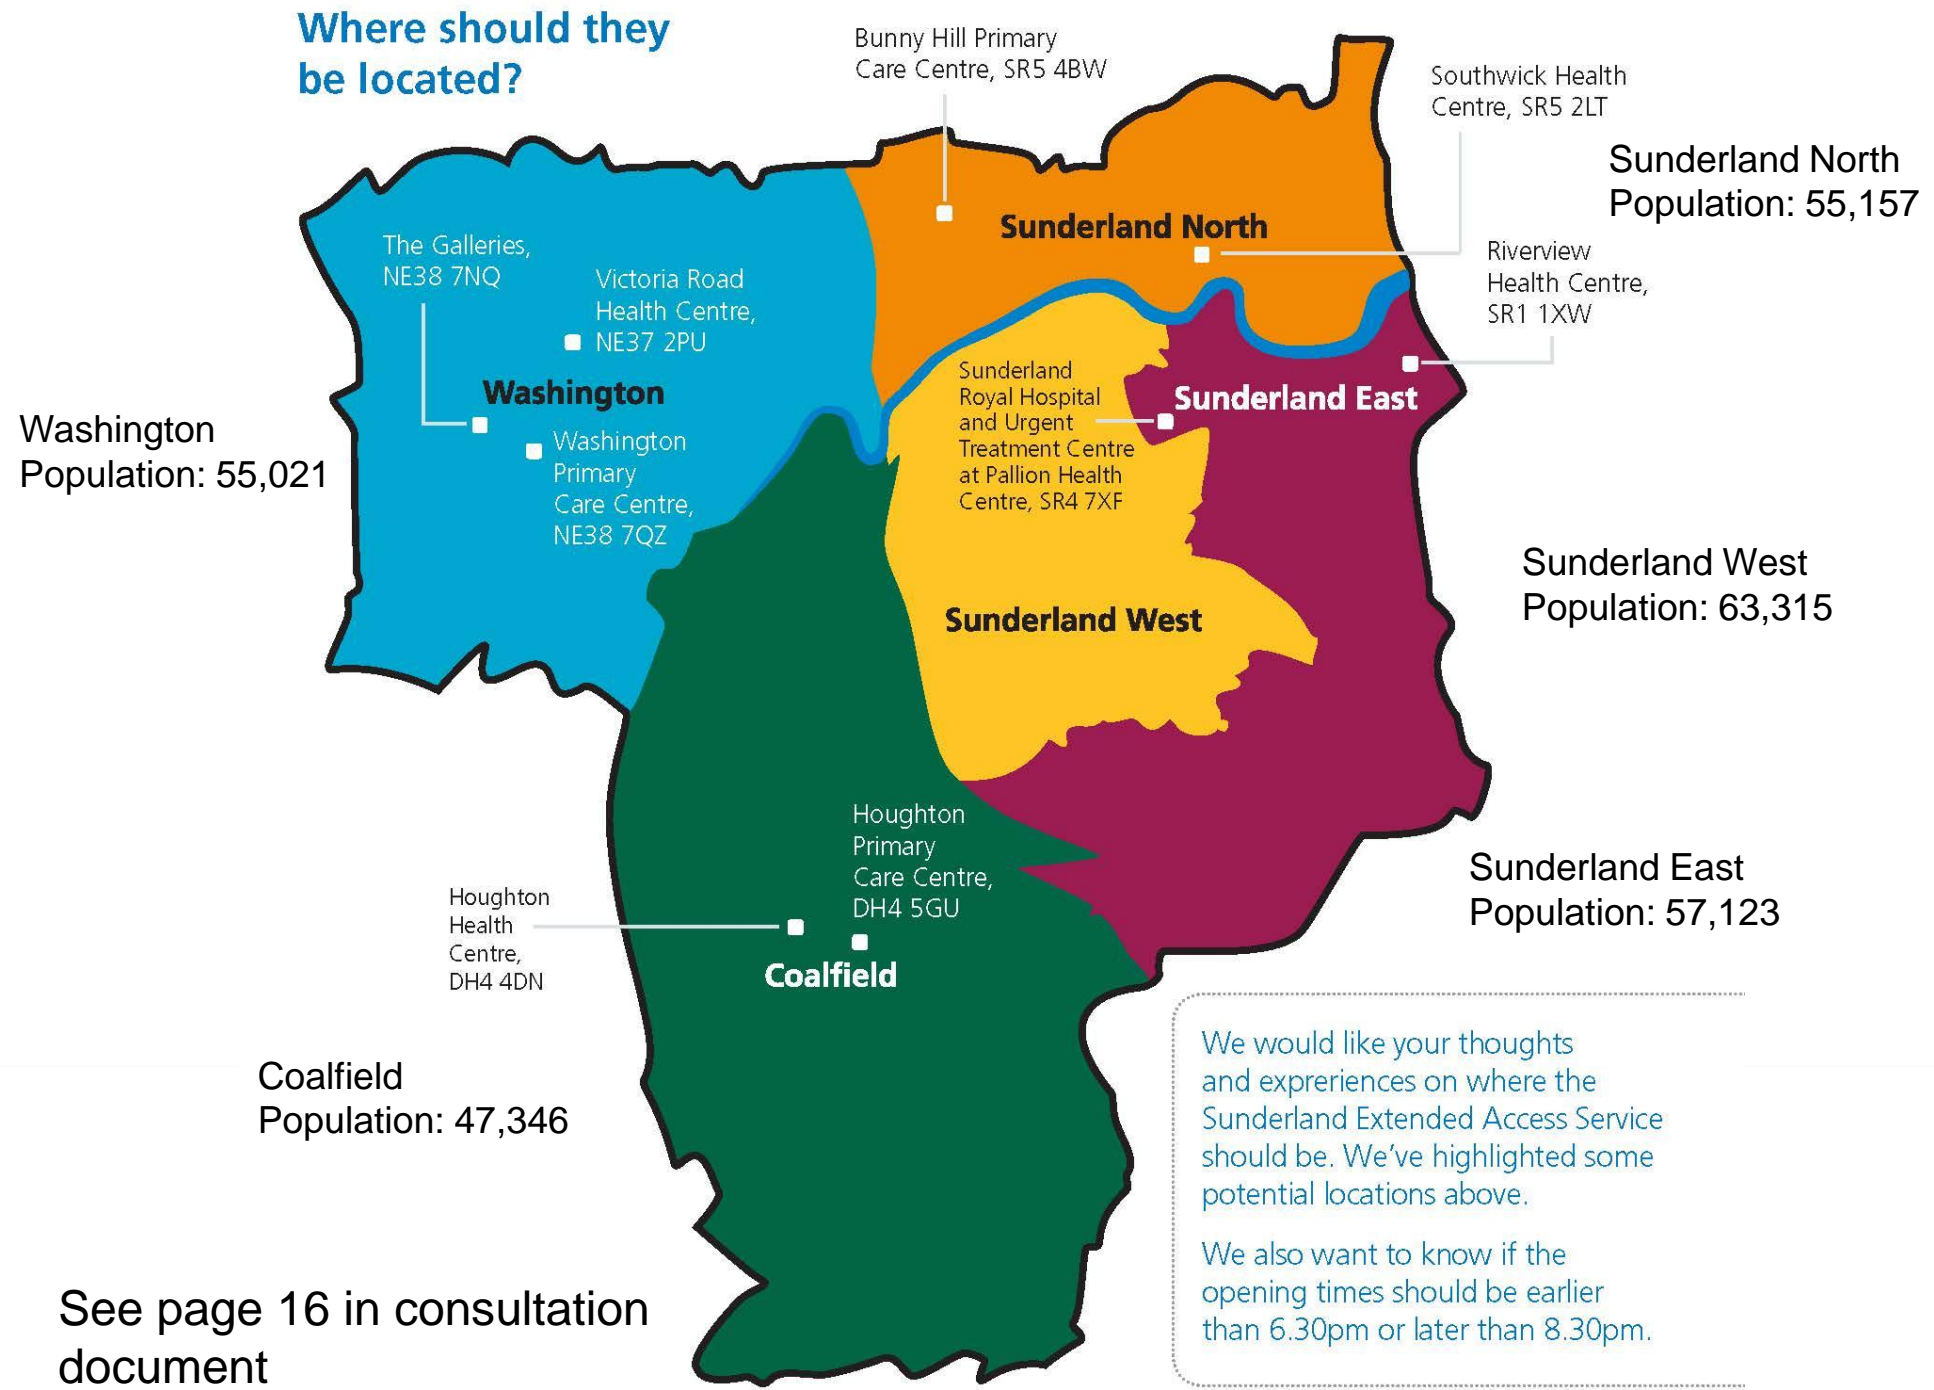 Where should they
be located?
Bunny Hill Primary
Care Centre, SR5 4BW
Southwick Health
Centre, SR5 2LT
Sunderland North
Population: 55,157
Sunderland North
Riverview
Health Centre,
SR1 1XW
The Galleries,
NE38 7NQ
Victoria Road
Health Centre,
NE37 2PU
Washington
Washington
Primary
Care Centre,
NE38 7QZ
Washington
Population: 55,021
Sunderland
Royal Hospital
and Urgent
Treatment Centre
at Pallion Health
Centre, SR4 7XF
Sunderland East
Sunderland West
Population: 63,315
Sunderland West
Houghton
Primary
Care Centre,
DH4 5GU
Sunderland East
Population: 57,123
Houghton
Health
Centre,
DH4 4DN
Coalfield
Coalfield
Population: 47,346
We would like your thoughts
and expreriences on where the
Sunderland Extended Access Service
should be. We've highlighted some
potential locations above.
We also want to know if the
opening times should be earlier
than 6.30pm or later than 8.30pm.
See page 16 in consultation
document